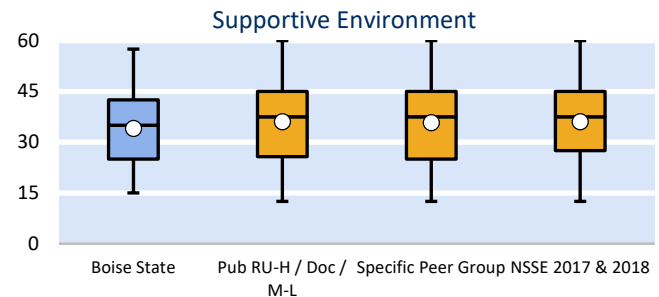 Supportive Environment
60
45
30
15
0
Boise State
Pub RU-H / Doc /
M-L
Specific Peer Group
NSSE 2017 & 2018